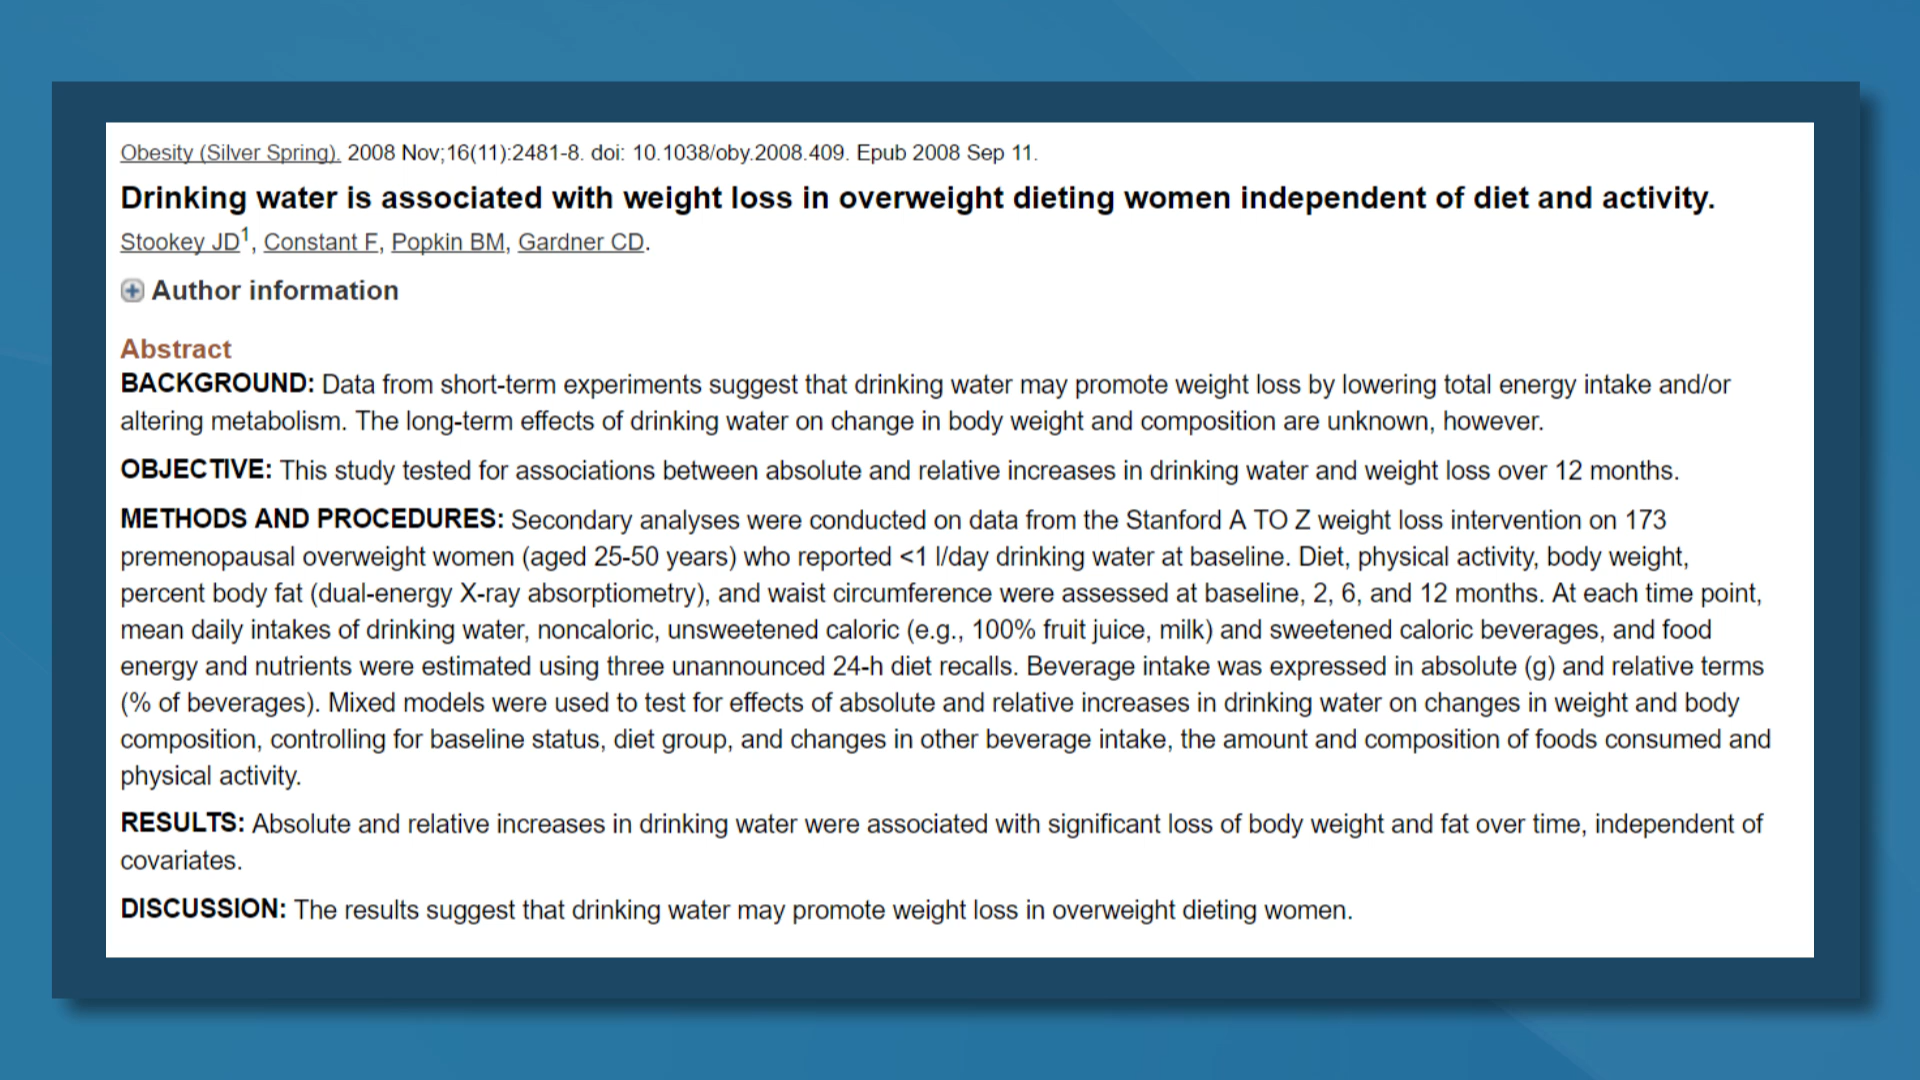 Obesity (Silver Spring). 2008 Nov;16(11):2481-8. doi: 10.1038/oby.2008.409. Epub 2008 Sep 11.
Drinking water is associated with weight loss in overweight dieting women independent of diet and activity.
Stookey JD1, Constant F, Popkin BM, Gardner CD.
Author information
Abstract
BACKGROUND: Data from short-term experiments suggest that drinking water may promote weight loss by lowering total energy intake and/or
altering metabolism. The long-term effects of drinking water on change in body weight and composition are unknown, however.
OBJECTIVE: This study tested for associations between absolute and relative increases in drinking water and weight loss over 12 months.
METHODS AND PROCEDURES: Secondary analyses were conducted on data from the Stanford A TO Z weight loss intervention on 173
premenopausal overweight women (aged 25-50 years) who reported <1 l/day drinking water at baseline. Diet, physical activity, body weight,
percent body fat (dual-energy X-ray absorptiometry), and waist circumference were assessed at baseline, 2, 6, and 12 months. At each time point,
mean daily intakes of drinking water, noncaloric, unsweetened caloric (e.g., 100% fruit juice, milk) and sweetened caloric beverages, and food
energy and nutrients were estimated using three unannounced 24-h diet recalls. Beverage intake was expressed in absolute (g) and relative terms
(% of beverages). Mixed models were used to test for effects of absolute and relative increases in drinking water on changes in weight and body
composition, controlling for baseline status, diet group, and changes in other beverage intake, the amount and composition of foods consumed and
physical activity.
RESULTS: Absolute and relative increases in drinking water were associated with significant loss of body weight and fat over time, independent of
covariates.
DISCUSSION: The results suggest that drinking water may promote weight loss in overweight dieting women.